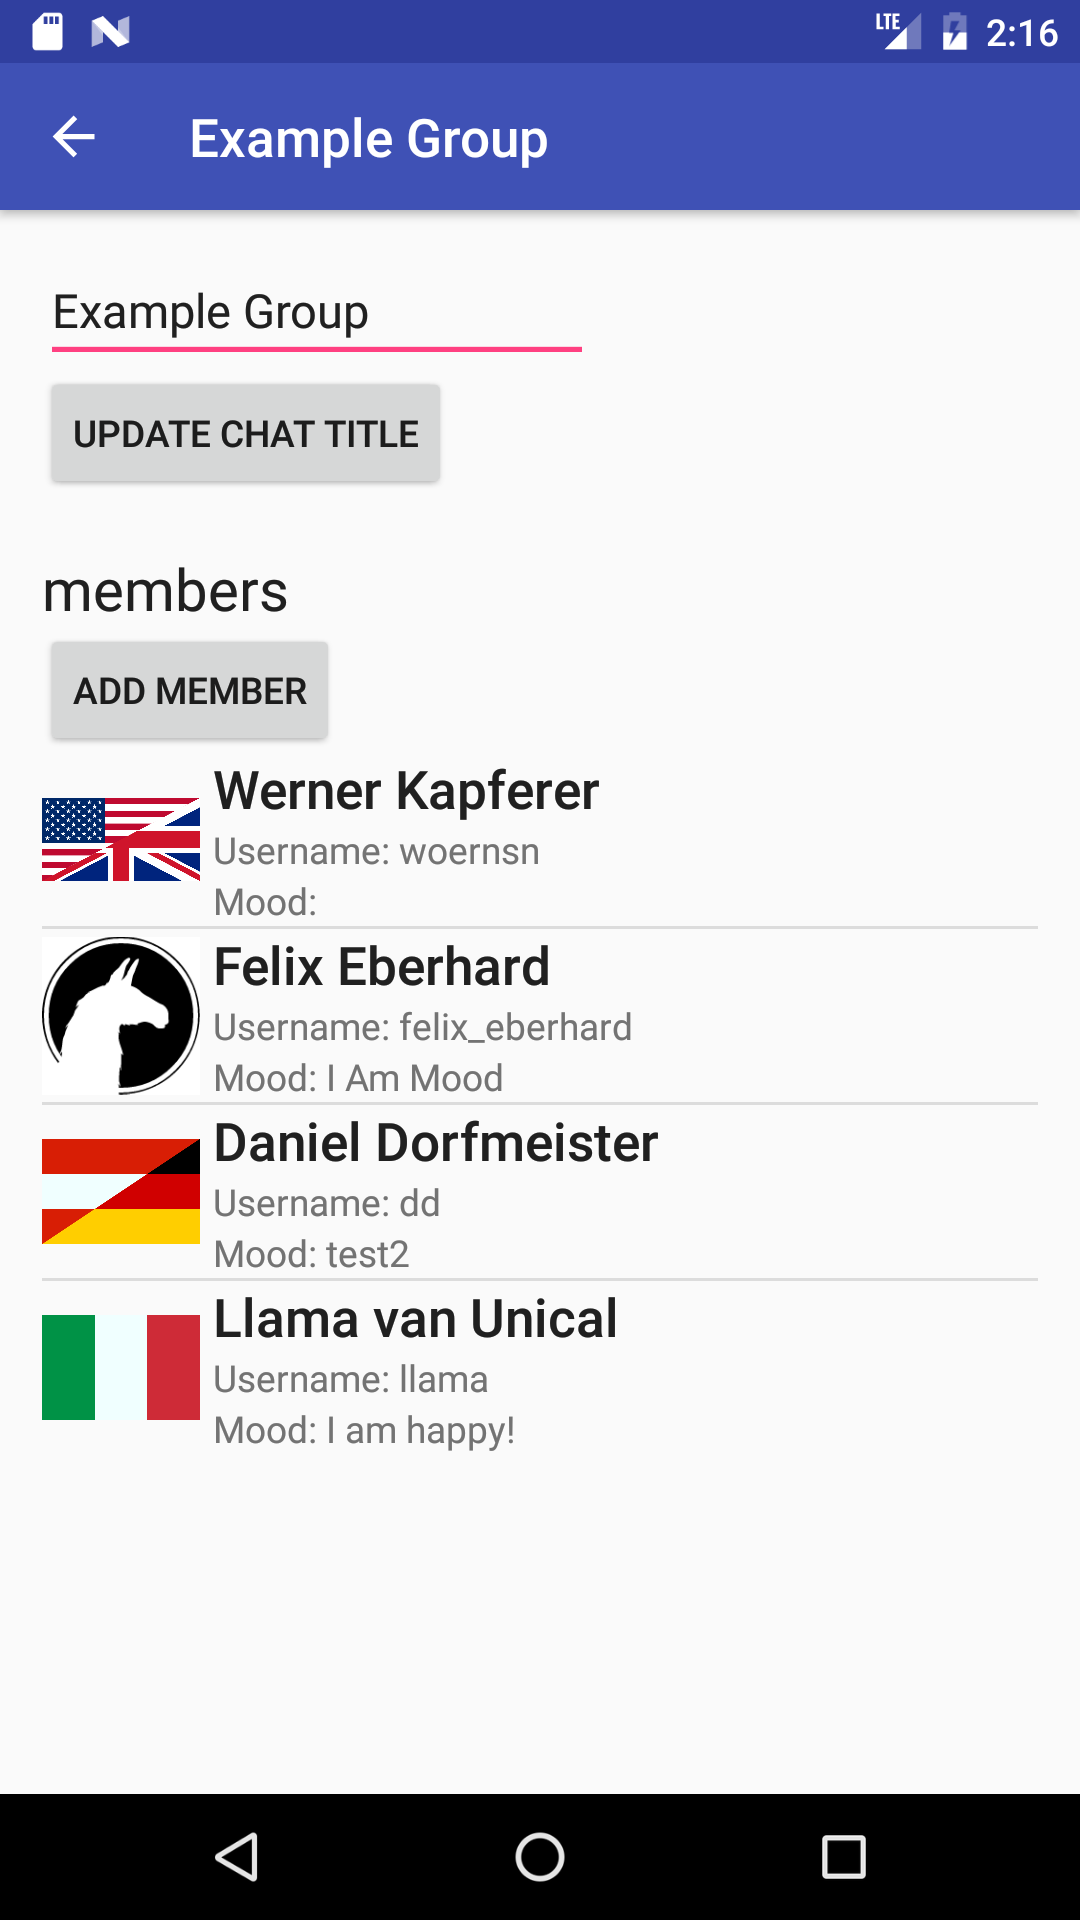 LTE 2:16
Example Group
Example Group
UPDATE CHAT TITLE
members
ADD MEMBER
Werner Kapferer
Username: woernsn
Mood:
Felix Eberhard
Username: felix_eberhard
Mood: I Am Mood
Daniel Dorfmeister
Username: dd
Mood: test2
Llama van Unical
Username: llama
Mood: I am happy!